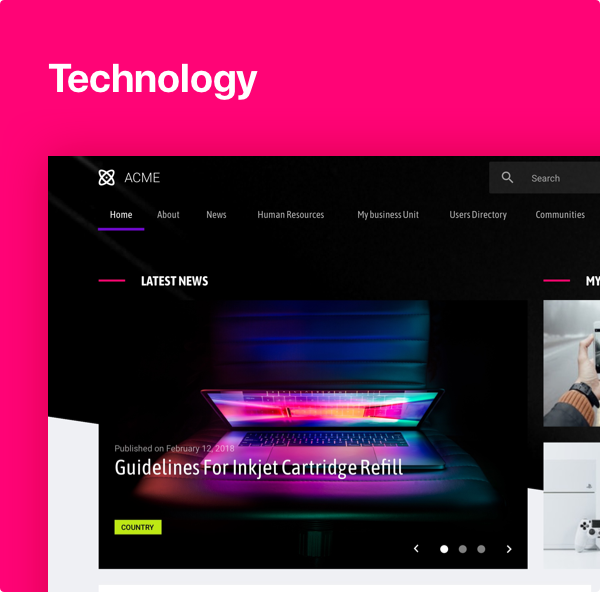 Technology
ACME
Search
Home About News Human Resources My business Unit Users Directory Communities
LATEST NEWS
MY
Published on February 12, 2018
Guidelines For Inkjet Cartridge Refill
COUNTRY